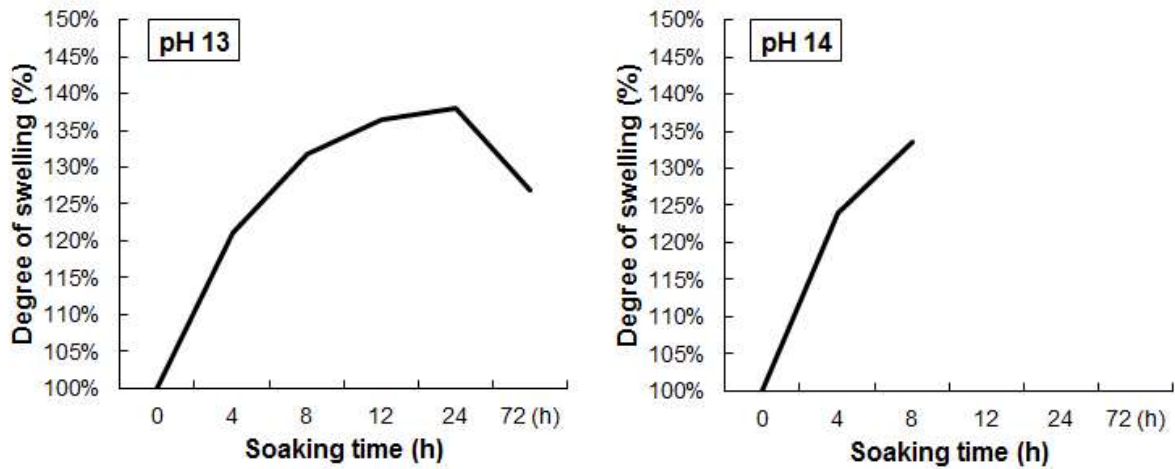 pH 13
Degree of swelling (%)
150%
145%
140%
135%
130%
125%
120%
115%
110%
105%
100%
0 4 8 12 24 72 (h)
Soaking time (h)
pH 14
Degree of swelling (%)
150%
145%
140%
135%
130%
125%
120%
115%
110%
105%
100%
0 4 8 12 24 72 (h)
Soaking time (h)